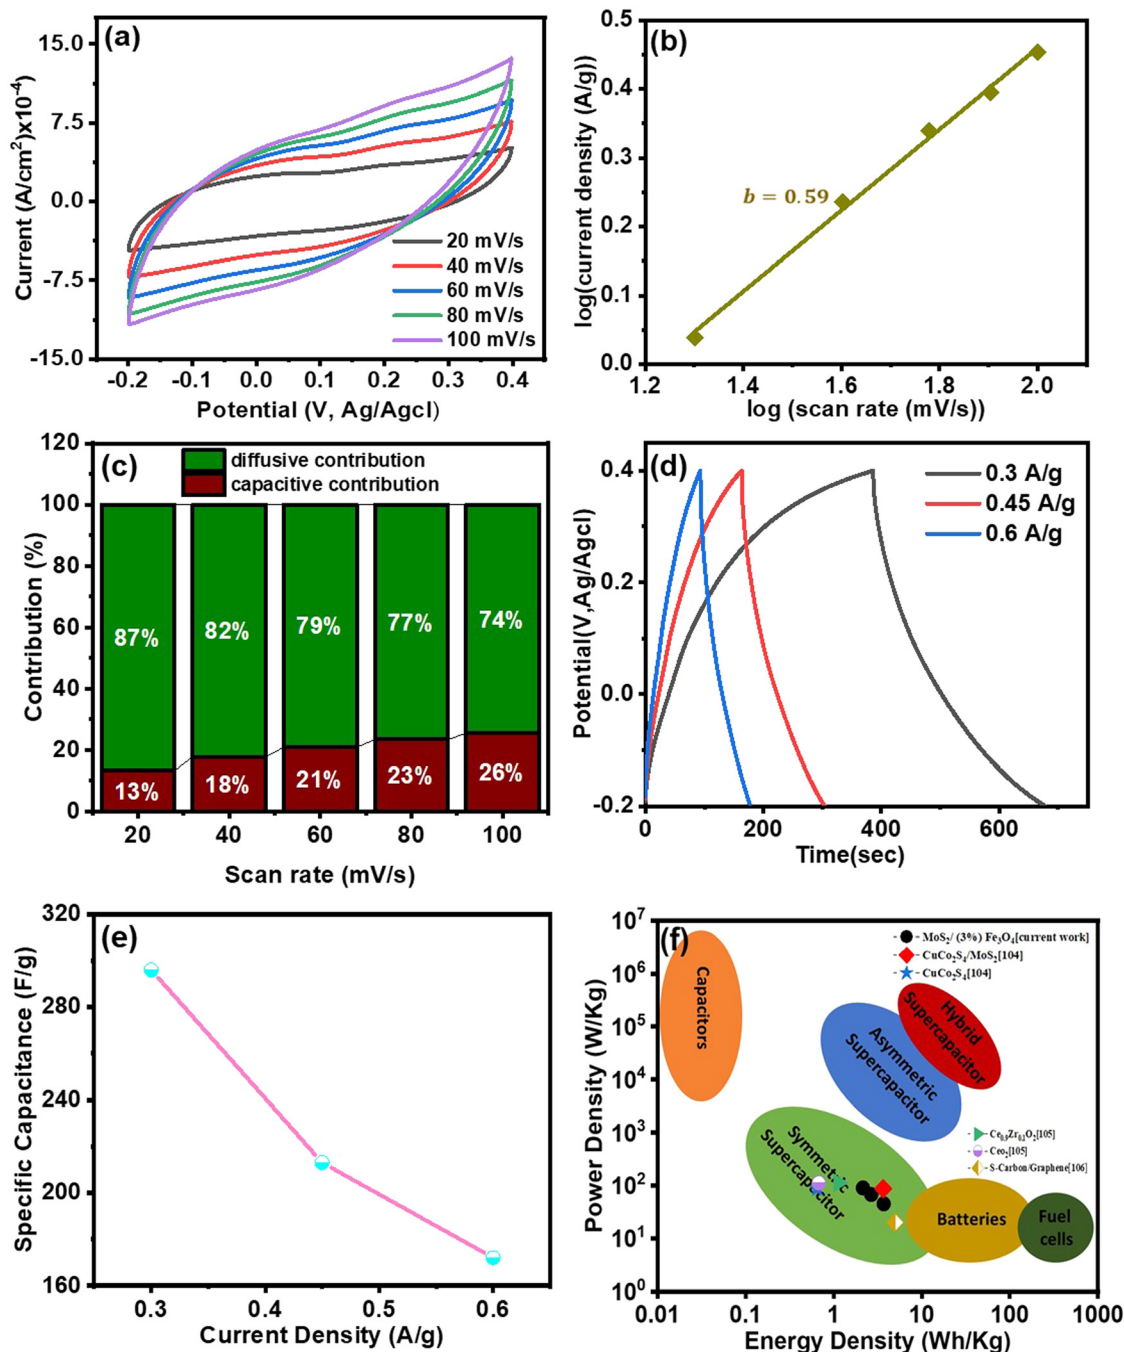 (a)
Current (A/cm²)x10⁻⁴
15.0
7.5
0.0
-7.5
-15.0
20 mV/s
40 mV/s
60 mV/s
80 mV/s
100 mV/s
-0.2 -0.1 0.0 0.1 0.2 0.3 0.4
Potential (V, Ag/Agcl)
(b)
log(current density (A/g))
0.5
0.4
0.3
0.2
0.1
0.0
b = 0.59
1.2 1.4 1.6 1.8 2.0
log (scan rate (mV/s))
(c)
Contribution (%)
120
100
80
60
40
20
0
diffusive contribution
capacitive contribution
87% 82% 79% 77% 74%
13% 18% 21% 23% 26%
20 40 60 80 100
Scan rate (mV/s)
(d)
Potential(V,Ag/Agcl)
0.4
0.2
0.0
-0.2
0.3 A/g
0.45 A/g
0.6 A/g
0 200 400 600
Time(sec)
(e)
Specific Capacitance (F/g)
320
280
240
200
160
0.3 0.4 0.5 0.6
Current Density (A/g)
(f)
Power Density (W/Kg)
10⁷
10⁶
10⁵
10⁴
10³
10²
10¹
10⁰
MoS₂/ (3%) Fe₃O₄[current work]
CuCo₂S₄/MoS₂[104]
CuCo₂S₄[104]
Capacitors
Hybrid
Supercapacitor
Asymmetric
Supercapacitor
Ce₀.₉Zr₀.₁O₂[105]
Ceo₂[105]
S-Carbon/Graphene[106]
Symmetric
Supercapacitor
Batteries
Fuel
cells
0.01 0.1 1 10 100 1000
Energy Density (Wh/Kg)